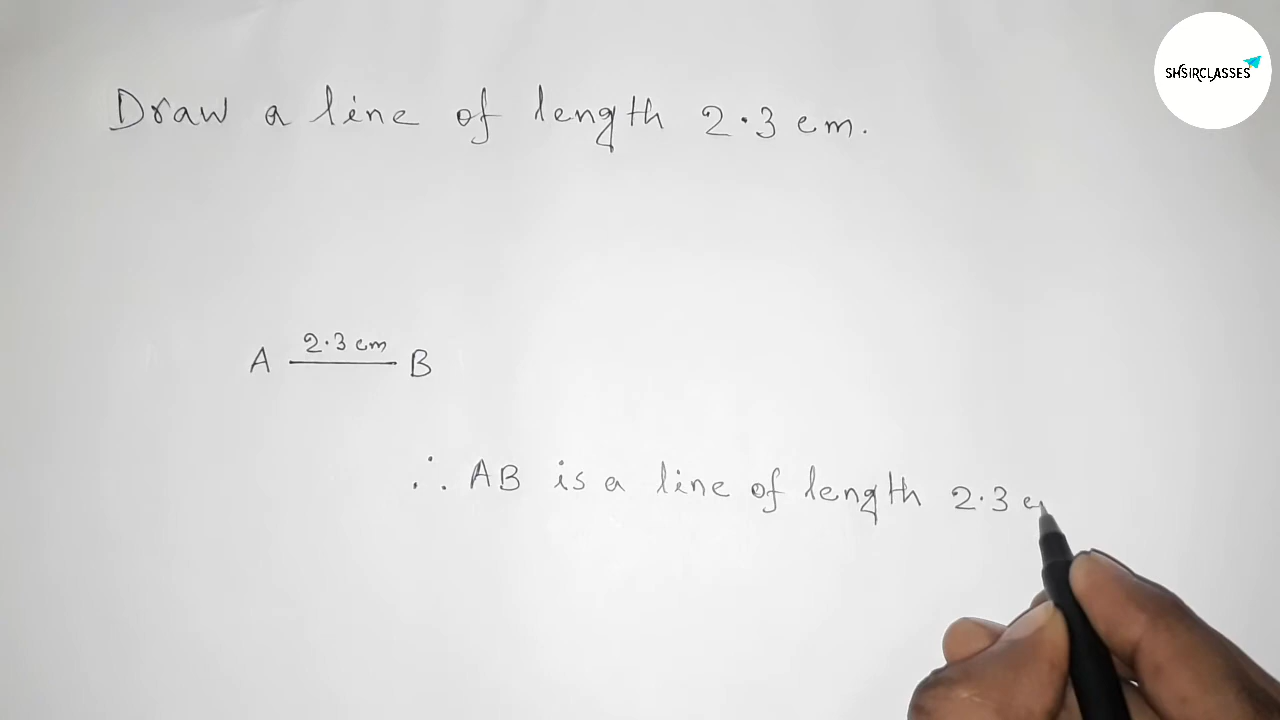 SHSIRCLASSES
Draw a line of length 2.3 cm.
2.3 cm
A B
∴ AB is a line of length 2.3 c